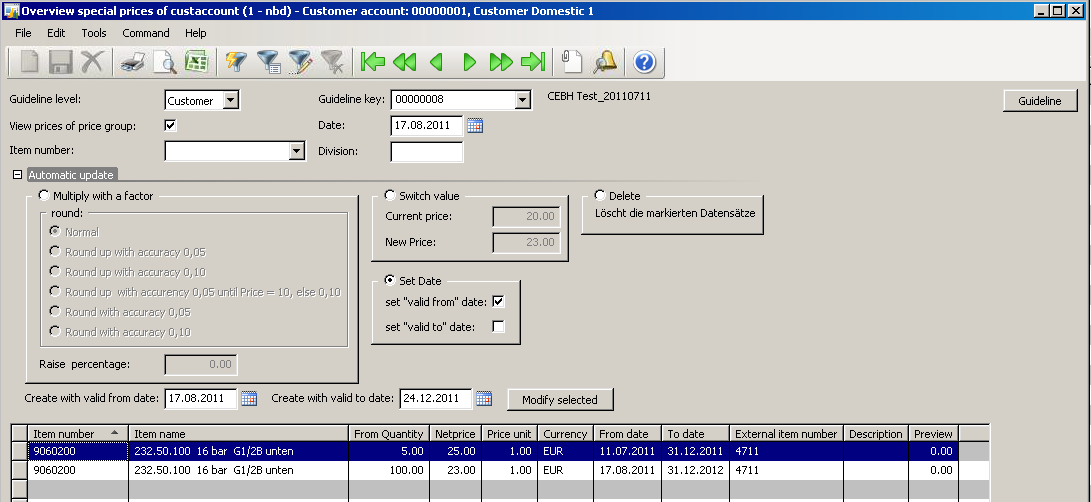 Overview special prices of custaccount (1 - nbd) - Customer account: 00000001, Customer Domestic 1
File Edit Tools Command Help
Guideline level: Customer Guideline key: 00000008 CEBH Test_20110711 Guideline
View prices of price group: Date: 17.08.2011
Item number: Division:
Automatic update
Multiply with a factor Switch value Delete
round: Current price: 20.00 Löscht die markierten Datensätze
Normal
Round up with accuracy 0,05 New Price: 23.00
Round up with accuracy 0,10 Set Date
Round up with accurency 0,05 until Price = 10, else 0,10 set "valid from" date:
Round with accuracy 0,05 set "valid to" date:
Round with accuracy 0,10
Raise percentage: 0.00
Create with valid from date: 17.08.2011 Create with valid to date: 24.12.2011 Modify selected
Item number Item name From Quantity Netprice Price unit Currency From date To date External item number Description Preview
9060200 232.50.100 16 bar G1/2B unten 5.00 25.00 1.00 EUR 11.07.2011 31.12.2011 4711 0.00
9060200 232.50.100 16 bar G1/2B unten 100.00 23.00 1.00 EUR 17.08.2011 31.12.2012 4711 0.00